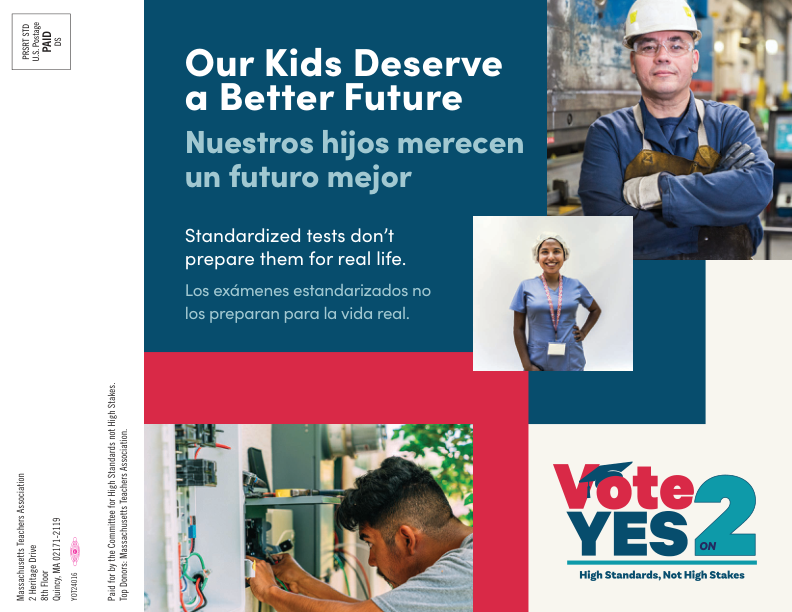 PRSRT STD
U.S. Postage
PAID
DS
Our Kids Deserve
a Better Future
Nuestros hijos merecen
un futuro mejor
Standardized tests don't
prepare them for real life.
Los exámenes estandarizados no
los preparan para la vida real.
Massachusetts Teachers Association
2 Heritage Drive
8th Floor
Quincy, MA 02171-2119
YOT24016
Paid for by the Committee for High Standards not High Stakes.
Top Donors: Massachusetts Teachers Association.
Vote
YES ON 2
High Standards, Not High Stakes